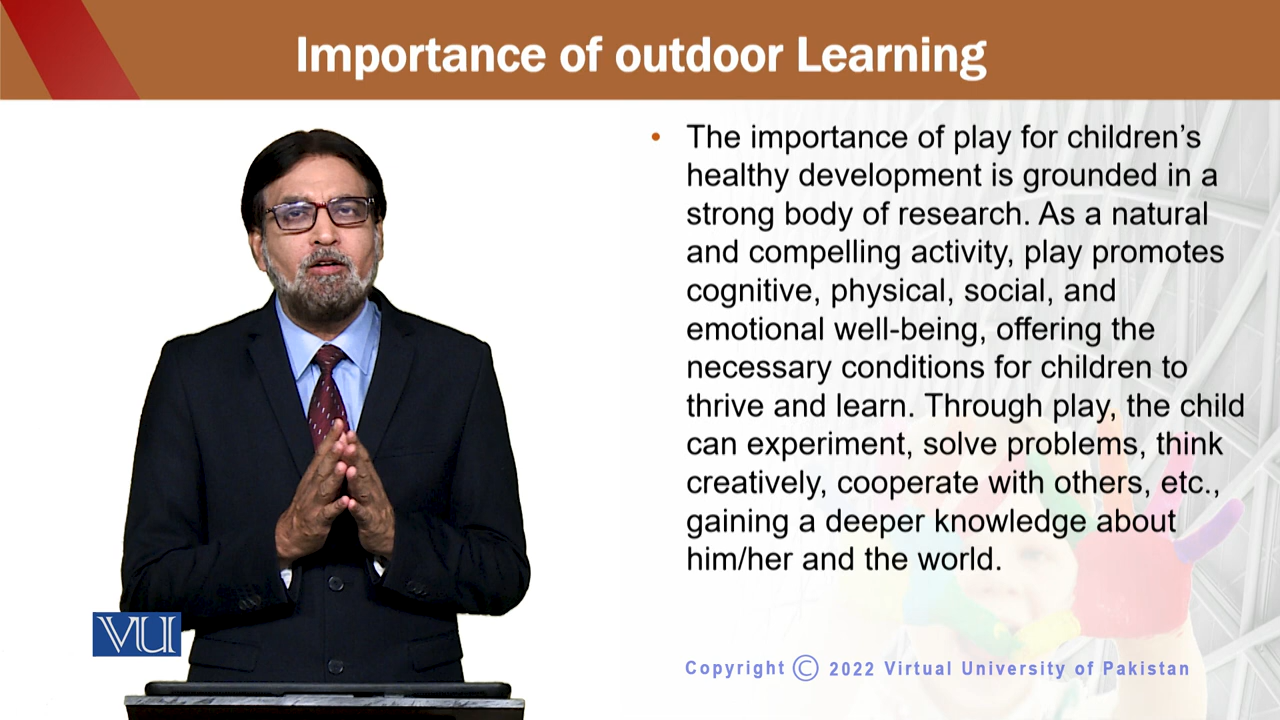 Importance of outdoor Learning
• The importance of play for children’s
healthy development is grounded in a
strong body of research. As a natural
and compelling activity, play promotes
cognitive, physical, social, and
emotional well-being, offering the
necessary conditions for children to
thrive and learn. Through play, the child
can experiment, solve problems, think
creatively, cooperate with others, etc.,
gaining a deeper knowledge about
him/her and the world.
VU
Copyright © 2022 Virtual University of Pakistan